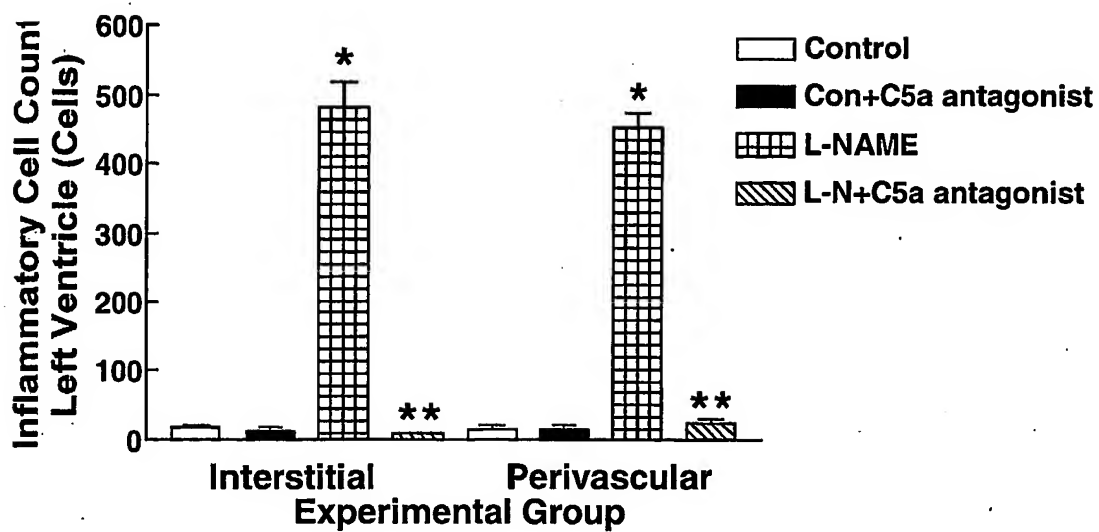 Inflammatory Cell Count
Left Ventricle (Cells)
600
500
400
300
200
100
0
*
**
*
**
Interstitial
Perivascular
Experimental Group
Control
Con+C5a antagonist
L-NAME
L-N+C5a antagonist